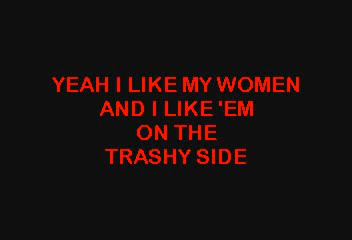 YEAH I LIKE MY WOMEN
AND I LIKE 'EM
ON THE
TRASHY SIDE